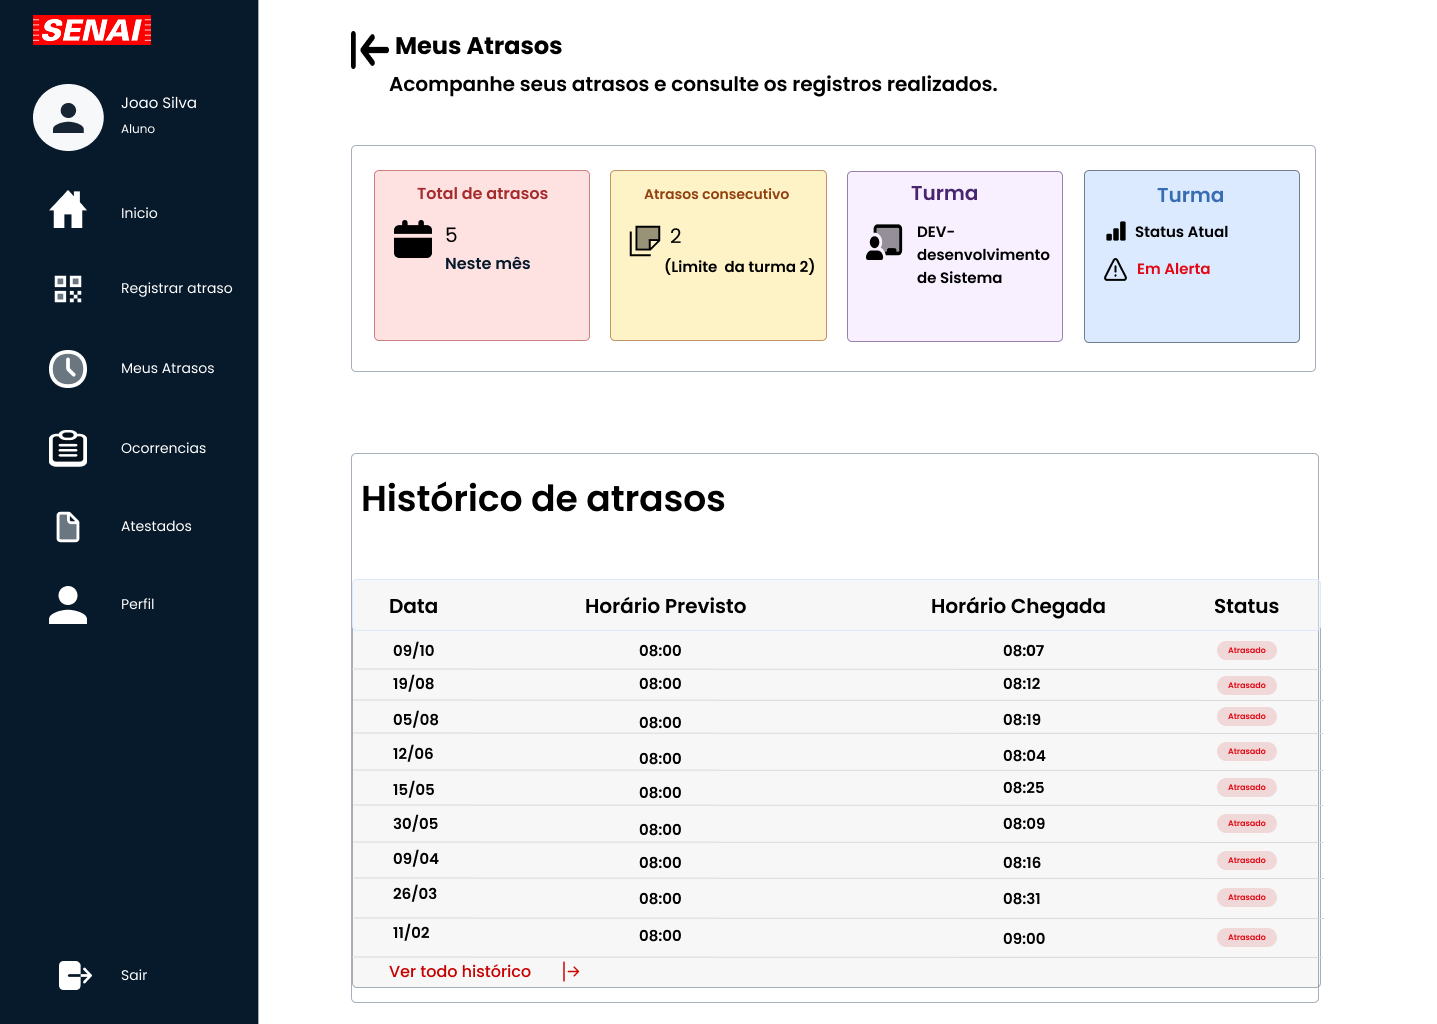 SENAI
Joao Silva
Aluno
Inicio
Registrar atraso
Meus Atrasos
Ocorrencias
Atestados
Perfil
Sair
Meus Atrasos
Acompanhe seus atrasos e consulte os registros realizados.
Total de atrasos
5
Neste mês
Atrasos consecutivo
2
(Limite da turma 2)
Turma
DEV-
desenvolvimento
de Sistema
Turma
Status Atual
Em Alerta
Histórico de atrasos
Data Horário Previsto Horário Chegada Status
09/10 08:00 08:07 Atrasado
19/08 08:00 08:12 Atrasado
05/08 08:00 08:19 Atrasado
12/06 08:00 08:04 Atrasado
15/05 08:00 08:25 Atrasado
30/05 08:00 08:09 Atrasado
09/04 08:00 08:16 Atrasado
26/03 08:00 08:31 Atrasado
11/02 08:00 09:00 Atrasado
Ver todo histórico